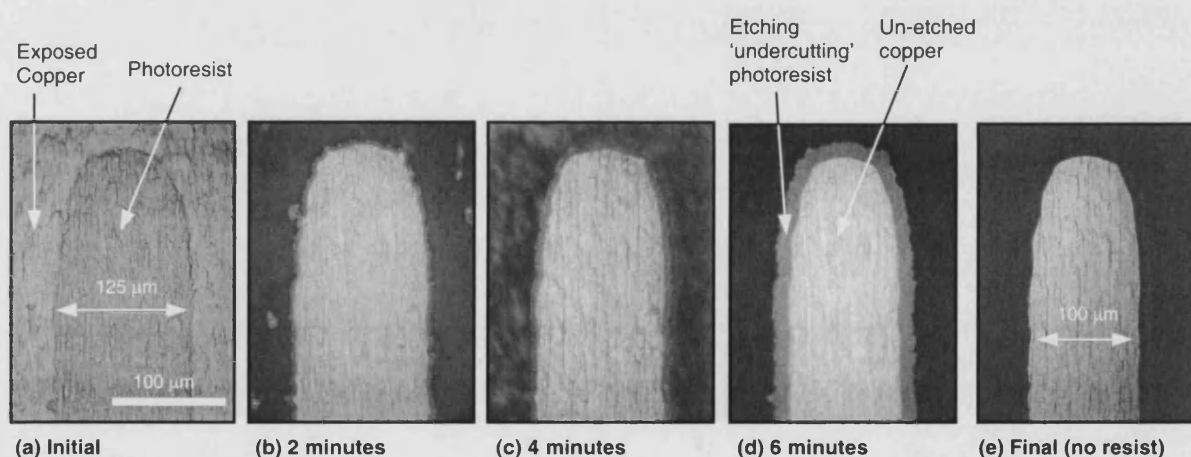 Exposed
Copper
Photoresist
Etching
‘undercutting’
photoresist
Un-etched
copper
125 µm
100 µm
100 µm
(a) Initial
(b) 2 minutes
(c) 4 minutes
(d) 6 minutes
(e) Final (no resist)